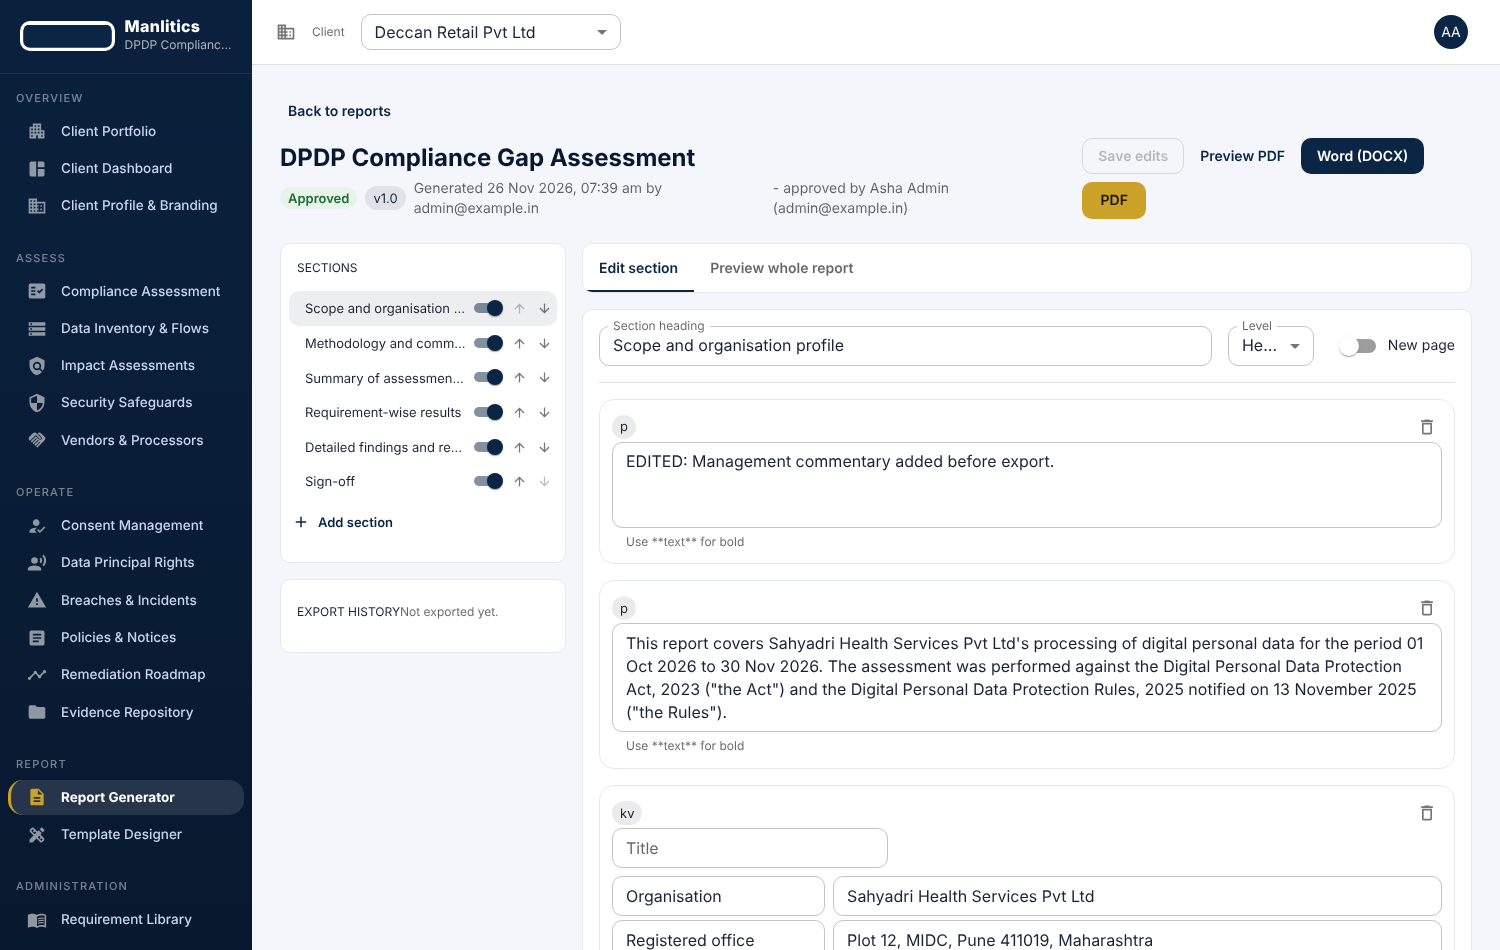 Manlitics
DPDP Complianc...
OVERVIEW
Client Portfolio
Client Dashboard
Client Profile & Branding
ASSESS
Compliance Assessment
Data Inventory & Flows
Impact Assessments
Security Safeguards
Vendors & Processors
OPERATE
Consent Management
Data Principal Rights
Breaches & Incidents
Policies & Notices
Remediation Roadmap
Evidence Repository
REPORT
Report Generator
Template Designer
ADMINISTRATION
Requirement Library
Client
Deccan Retail Pvt Ltd
AA
Back to reports
DPDP Compliance Gap Assessment
Approved
v1.0
Generated 26 Nov 2026, 07:39 am by
admin@example.in
- approved by Asha Admin
(admin@example.in)
Save edits
Preview PDF
Word (DOCX)
PDF
SECTIONS
Scope and organisation ...
Methodology and comm...
Summary of assessmen...
Requirement-wise results
Detailed findings and re...
Sign-off
Add section
EXPORT HISTORYNot exported yet.
Edit section
Preview whole report
Section heading
Scope and organisation profile
Level
He...
New page
p
EDITED: Management commentary added before export.
Use **text** for bold
p
This report covers Sahyadri Health Services Pvt Ltd's processing of digital personal data for the period 01
Oct 2026 to 30 Nov 2026. The assessment was performed against the Digital Personal Data Protection
Act, 2023 ("the Act") and the Digital Personal Data Protection Rules, 2025 notified on 13 November 2025
("the Rules").
Use **text** for bold
kv
Title
Organisation
Sahyadri Health Services Pvt Ltd
Registered office
Plot 12, MIDC, Pune 411019, Maharashtra